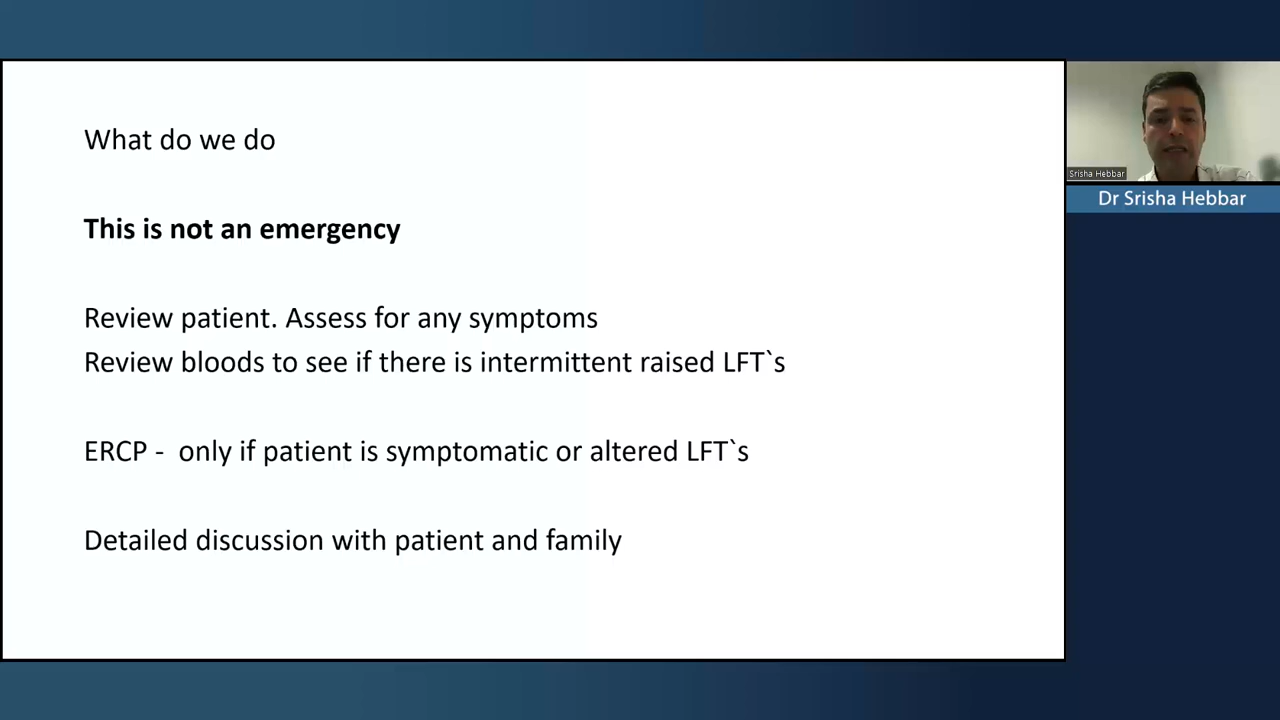 What do we do
This is not an emergency
Review patient. Assess for any symptoms
Review bloods to see if there is intermittent raised LFT`s
ERCP -  only if patient is symptomatic or altered LFT`s
Detailed discussion with patient and family
Srisha Hebbar
Dr Srisha Hebbar